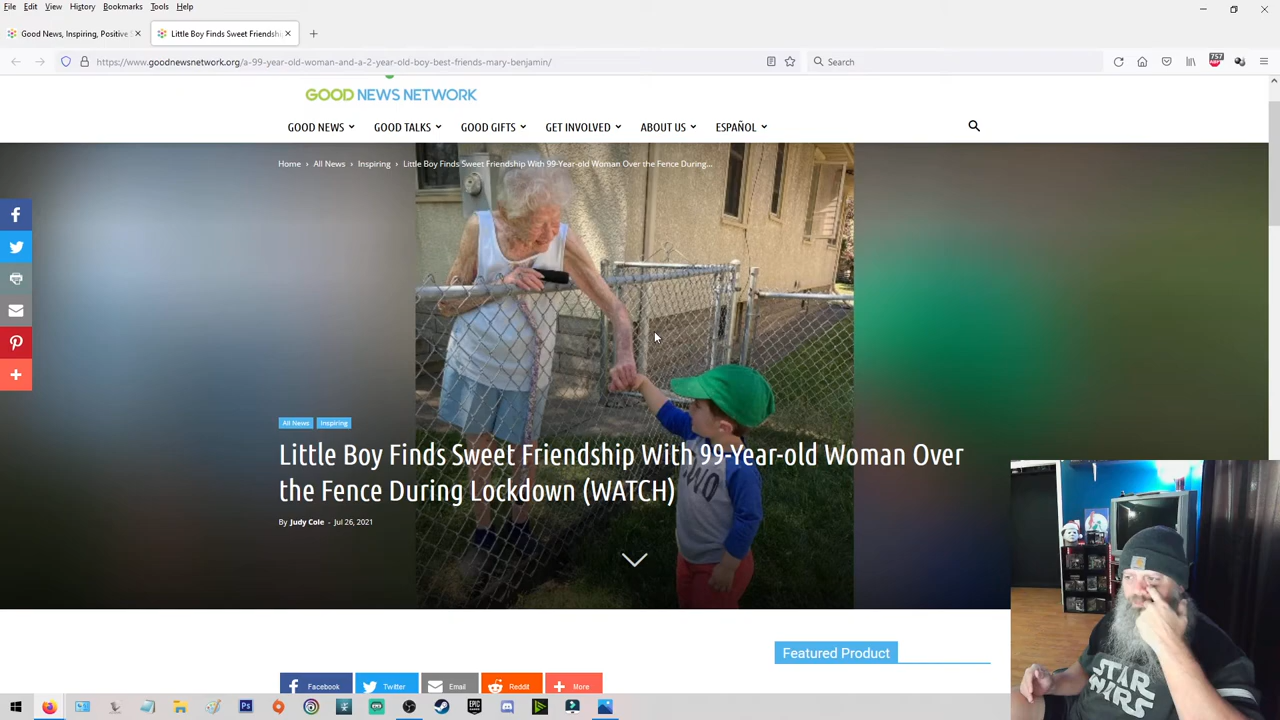 File Edit View History Bookmarks Tools Help
Good News, Inspiring, Positive S
Little Boy Finds Sweet Friendshi
https://www.goodnewsnetwork.org/a-99-year-old-woman-and-a-2-year-old-boy-best-friends-mary-benjamin/
Search
757
GOOD NEWS NETWORK
GOOD NEWS GOOD TALKS GOOD GIFTS GET INVOLVED ABOUT US ESPAÑOL
Home › All News › Inspiring › Little Boy Finds Sweet Friendship With 99-Year-old Woman Over the Fence During...
All News Inspiring
Little Boy Finds Sweet Friendship With 99-Year-old Woman Over
the Fence During Lockdown (WATCH)
By Judy Cole - Jul 26, 2021
Featured Product
Facebook Twitter Email Reddit More
STAR
WARS